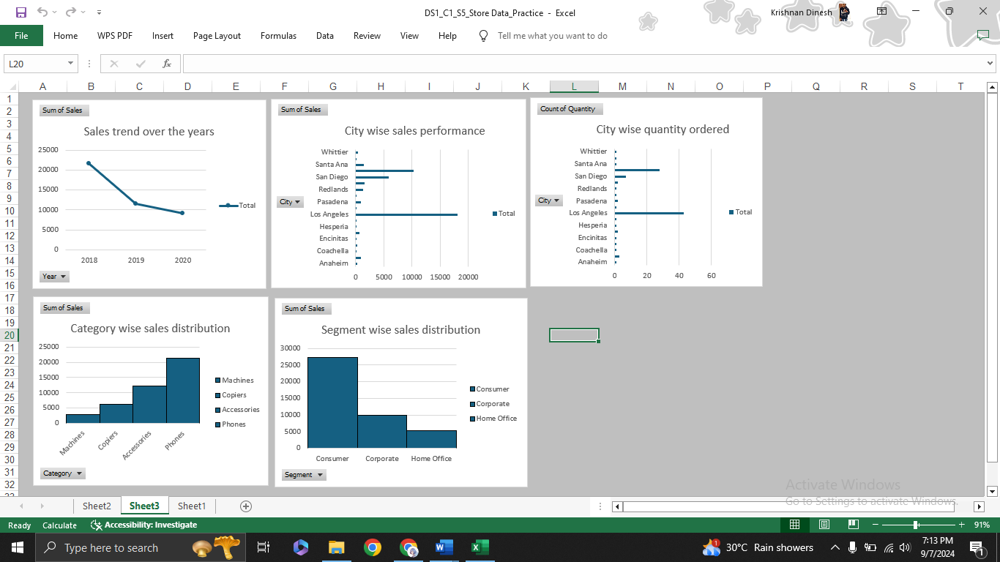 DS1_C1_S5_Store Data_Practice - Excel
Krishnan Dinesh
File Home WPS PDF Insert Page Layout Formulas Data Review View Help Tell me what you want to do
L20 fx
A B C D E F G H I J K L M N O P Q R S T
1
2
3
4
5
6
7
8
9
10
11
12
13
14
15
16
17
18
19
20
21
22
23
24
25
26
27
28
29
30
31
32
33
Sum of Sales
Sales trend over the years
25000
20000
15000
10000
5000
0
2018 2019 2020
Total
Year
Sum of Sales
City wise sales performance
Whittier
Santa Ana
San Diego
Redlands
Pasadena
Los Angeles
Hesperia
Encinitas
Coachella
Anaheim
0 5000 10000 15000 20000
City
Total
Count of Quantity
City wise quantity ordered
Whittier
Santa Ana
San Diego
Redlands
Pasadena
Los Angeles
Hesperia
Encinitas
Coachella
Anaheim
0 20 40 60
City
Total
Sum of Sales
Category wise sales distribution
25000
20000
15000
10000
5000
0
Machines Copiers Accessories Phones
Machines
Copiers
Accessories
Phones
Category
Sum of Sales
Segment wise sales distribution
30000
25000
20000
15000
10000
5000
0
Consumer Corporate Home Office
Consumer
Corporate
Home Office
Segment
Activate Windows
Go to Settings to activate Windows.
Sheet2 Sheet3 Sheet1
Ready Calculate Accessibility: Investigate 91%
Type here to search
30°C Rain showers
7:13 PM
9/7/2024